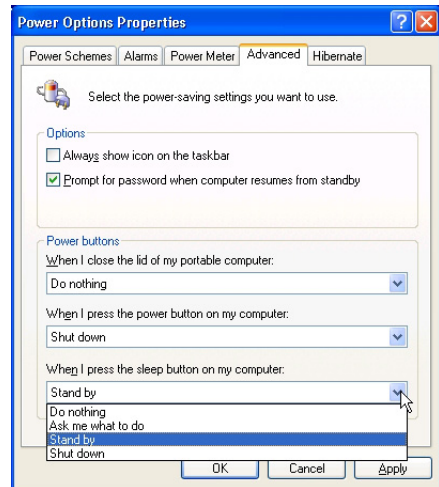 Power Options Properties
Power Schemes Alarms Power Meter Advanced Hibernate
Select the power-saving settings you want to use.
Options
Always show icon on the taskbar
Prompt for password when computer resumes from standby
Power buttons
When I close the lid of my portable computer:
Do nothing
When I press the power button on my computer:
Shut down
When I press the sleep button on my computer:
Stand by
Do nothing
Ask me what to do
Stand by
Shut down
OK Cancel Apply